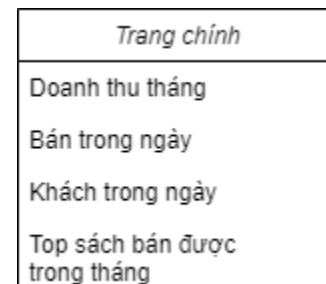 Trang chính
Doanh thu tháng
Bán trong ngày
Khách trong ngày
Top sách bán được
trong tháng